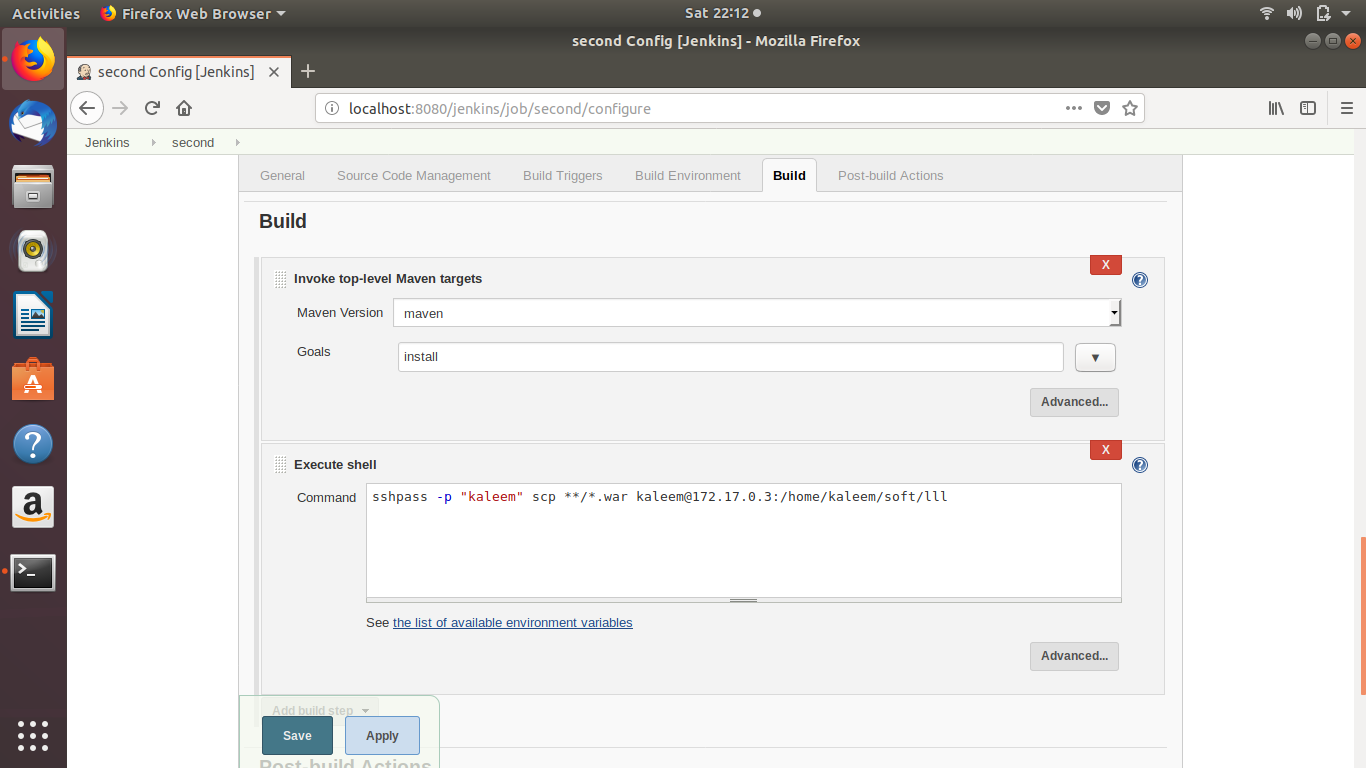 Activities Firefox Web Browser Sat 22:12
second Config [Jenkins] - Mozilla Firefox
second Config [Jenkins]
localhost:8080/jenkins/job/second/configure
Jenkins second
General Source Code Management Build Triggers Build Environment Build Post-build Actions
Build
X
Invoke top-level Maven targets
Maven Version maven
Goals install
Advanced...
X
Execute shell
Command sshpass -p "kaleem" scp **/*.war kaleem@172.17.0.3:/home/kaleem/soft/lll
See the list of available environment variables
Advanced...
Add build step
Save Apply
Post-build Actions